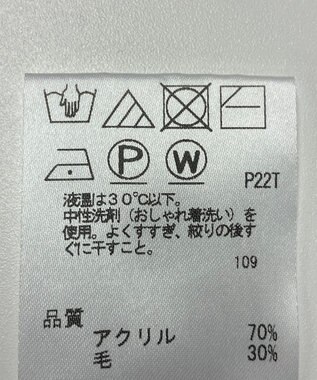 P
W
P22T
液温は30℃以下。
中性洗剤（おしゃれ着洗い）を
使用。よくすすぎ、絞りの後す
ぐに干すこと。
109
品質
アクリル 70%
毛 30%